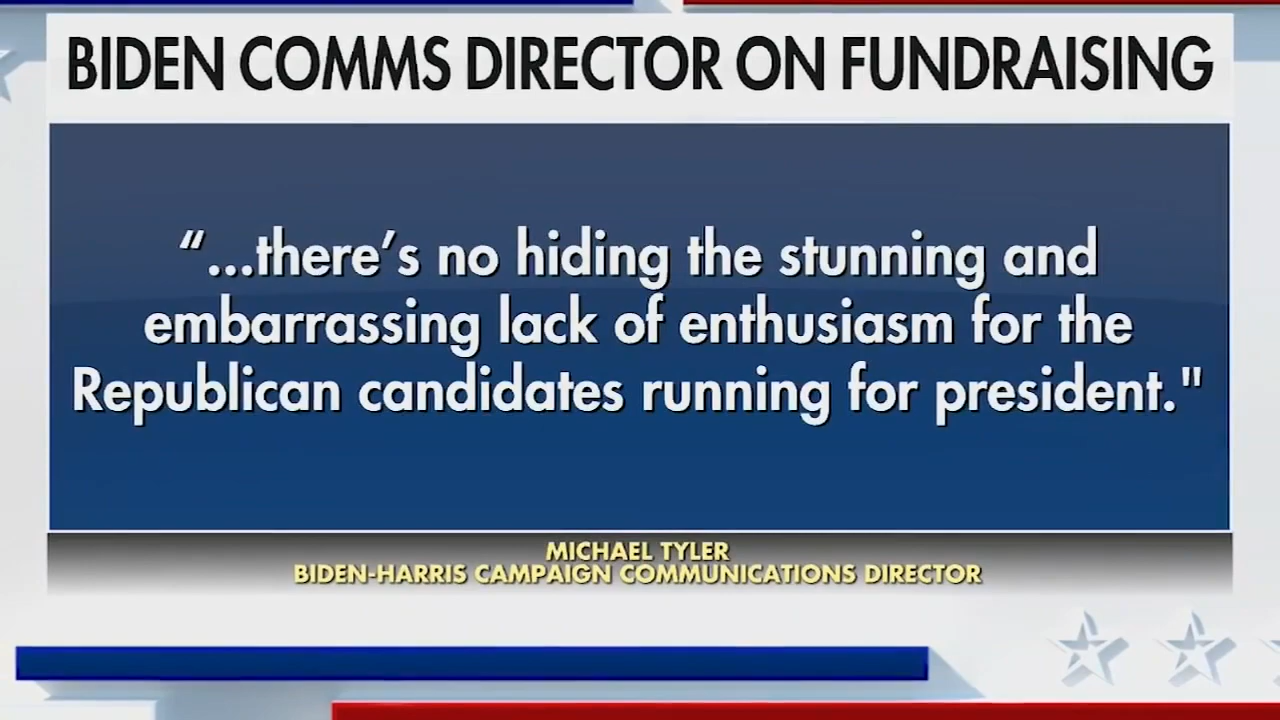 BIDEN COMMS DIRECTOR ON FUNDRAISING
“...there’s no hiding the stunning and
embarrassing lack of enthusiasm for the
Republican candidates running for president."
MICHAEL TYLER
BIDEN-HARRIS CAMPAIGN COMMUNICATIONS DIRECTOR